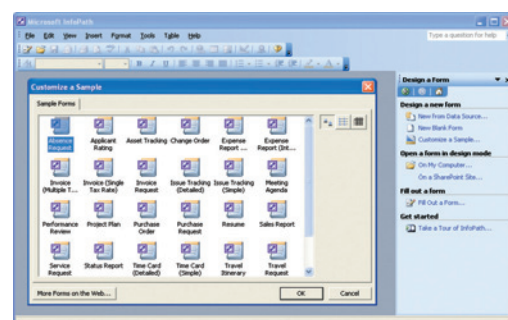 Microsoft InfoPath
File Edit View Insert Format Tools Table Help
Type a question for help
Customize a Sample
Sample Forms
Absence Request
Applicant Rating
Asset Tracking
Change Order
Expense Report ...
Expense Report (Int...
Invoice (Multiple T...
Invoice (Single Tax Rate)
Invoice Request
Issue Tracking (Detailed)
Issue Tracking (Simple)
Meeting Agenda
Performance Review
Project Plan
Purchase Order
Purchase Request
Resume
Sales Report
Service Request
Status Report
Time Card (Detailed)
Time Card (Simple)
Travel Itinerary
Travel Request
More Forms on the Web...
OK
Cancel
Design a Form
Design a new form
New from Data Source...
New Blank Form
Customize a Sample...
Open a form in design mode
On My Computer...
On a SharePoint Site...
Fill out a form
Fill Out a Form...
Get started
Take a Tour of InfoPath...